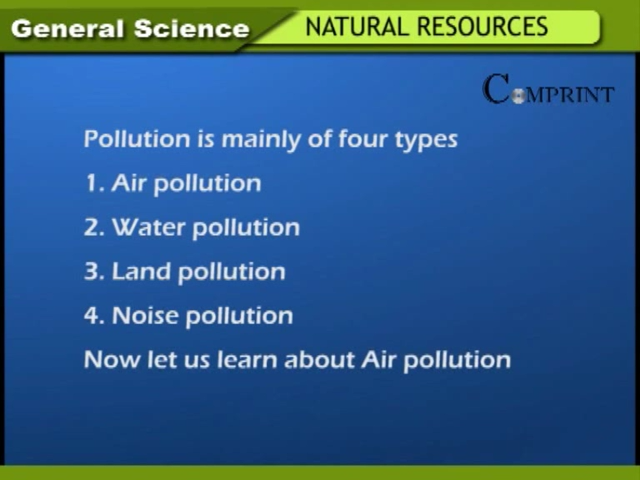 General Science
NATURAL RESOURCES
COMPRINT
Pollution is mainly of four types
1. Air pollution
2. Water pollution
3. Land pollution
4. Noise pollution
Now let us learn about Air pollution